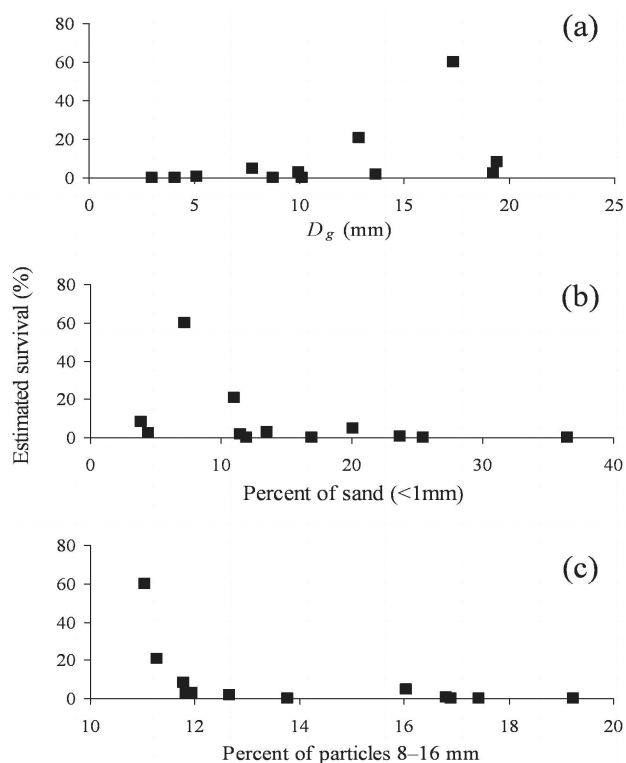 (a)
80
60
40
20
0
0 5 10 15 20 25
D_g (mm)
(b)
80
60
40
20
0
0 10 20 30 40
Percent of sand (<1mm)
Estimated survival (%)
(c)
80
60
40
20
0
10 12 14 16 18 20
Percent of particles 8–16 mm